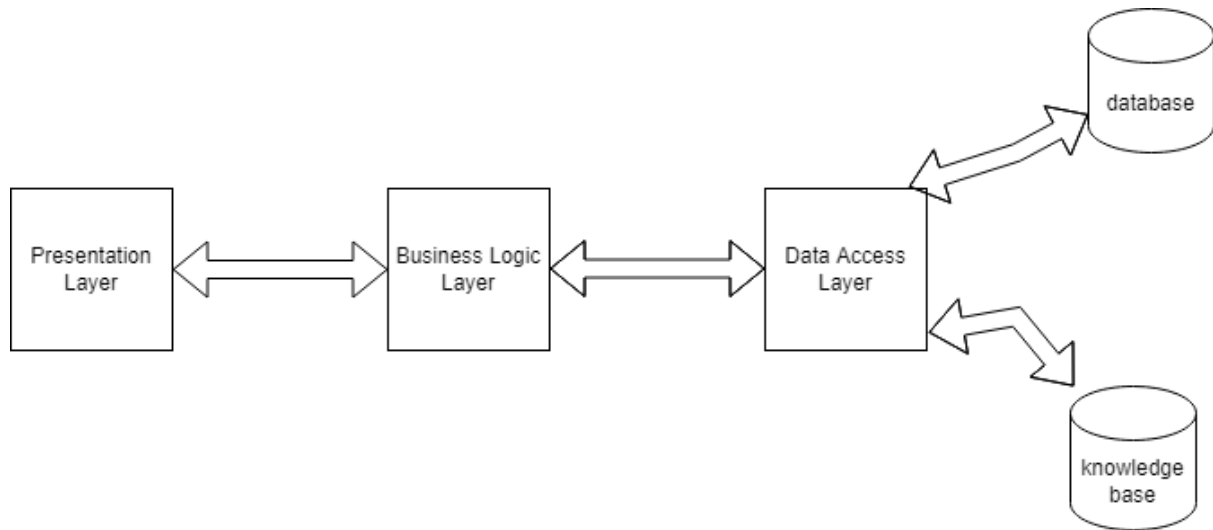 Presentation
Layer
Business Logic
Layer
Data Access
Layer
database
knowledge
base